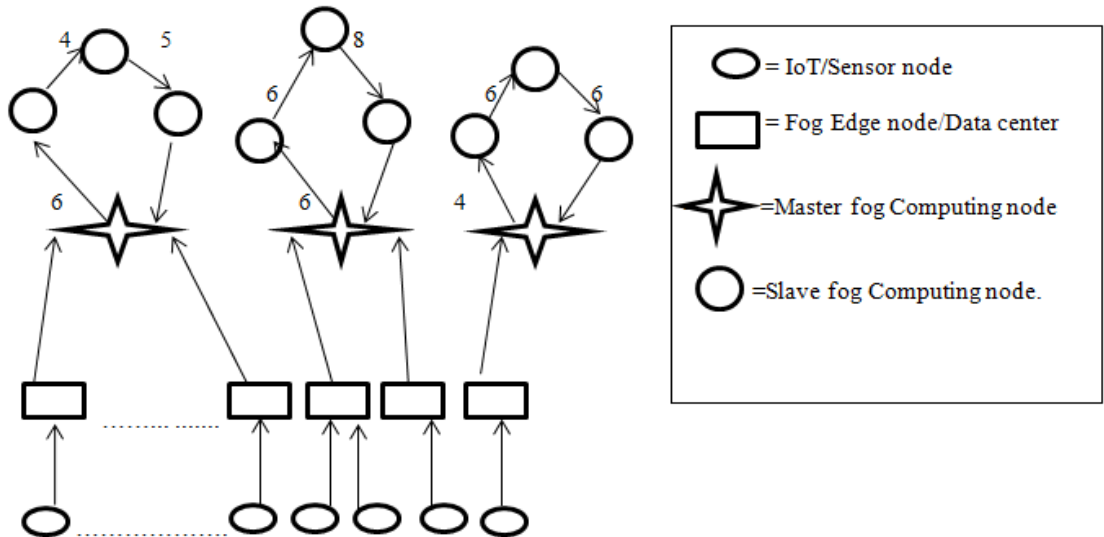 4 5
8
6 6 6
6 6 4
= IoT/Sensor node
= Fog Edge node/Data center
=Master fog Computing node
=Slave fog Computing node.